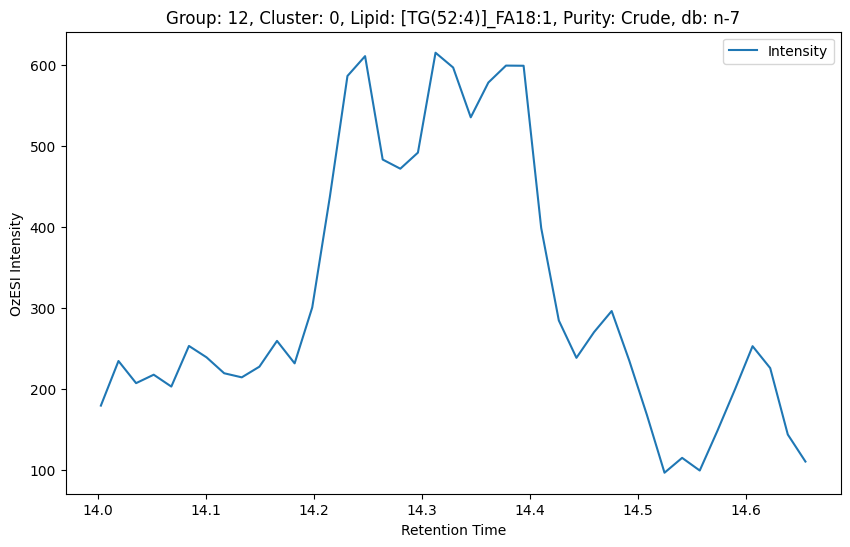 Group: 12, Cluster: 0, Lipid: [TG(52:4)]_FA18:1, Purity: Crude, db: n-7
Intensity
600
500
400
300
200
100
OzESI Intensity
14.0 14.1 14.2 14.3 14.4 14.5 14.6
Retention Time